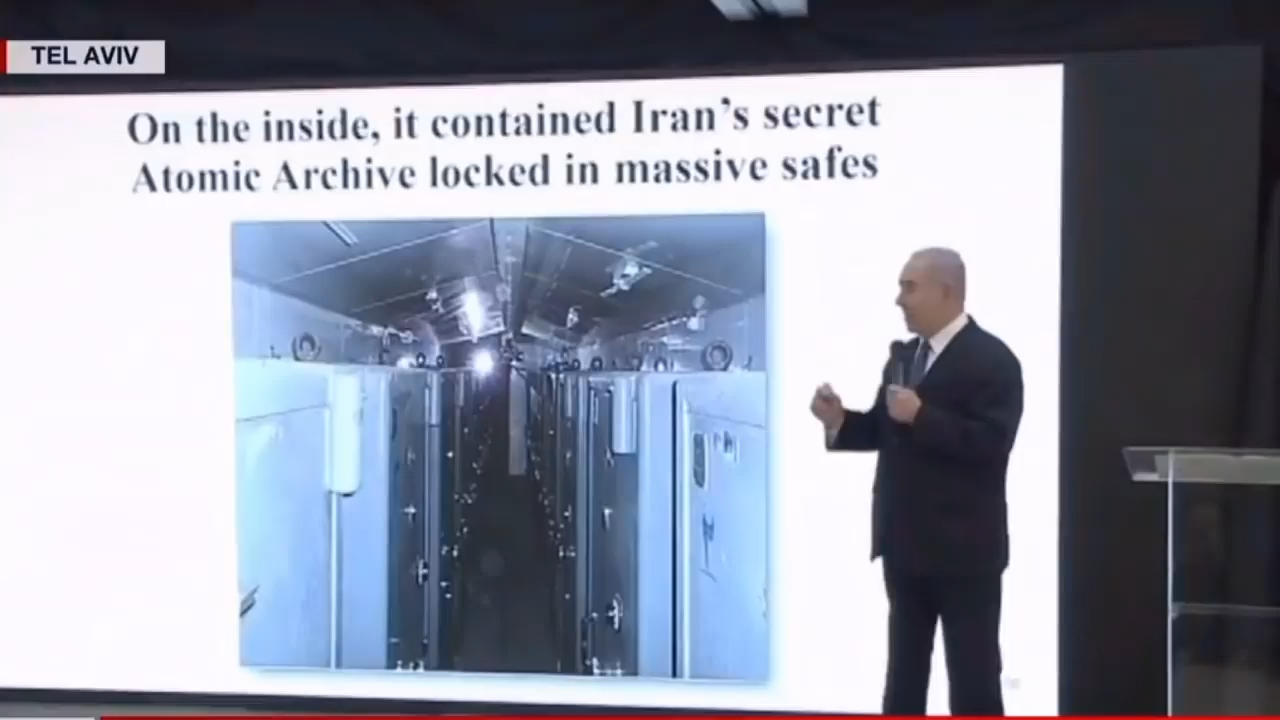 TEL AVIV
On the inside, it contained Iran's secret
Atomic Archive locked in massive safes